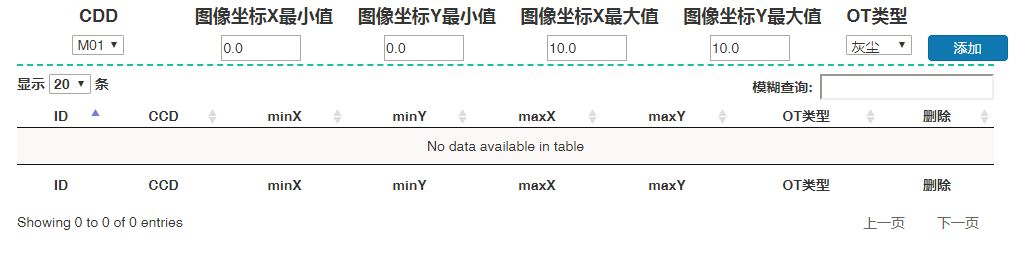 CDD 图像坐标X最小值 图像坐标Y最小值 图像坐标X最大值 图像坐标Y最大值 OT类型
M01 0.0 0.0 10.0 10.0 灰尘 添加
显示 20 条 模糊查询:
ID CCD minX minY maxX maxY OT类型 删除
No data available in table
ID CCD minX minY maxX maxY OT类型 删除
Showing 0 to 0 of 0 entries 上一页 下一页